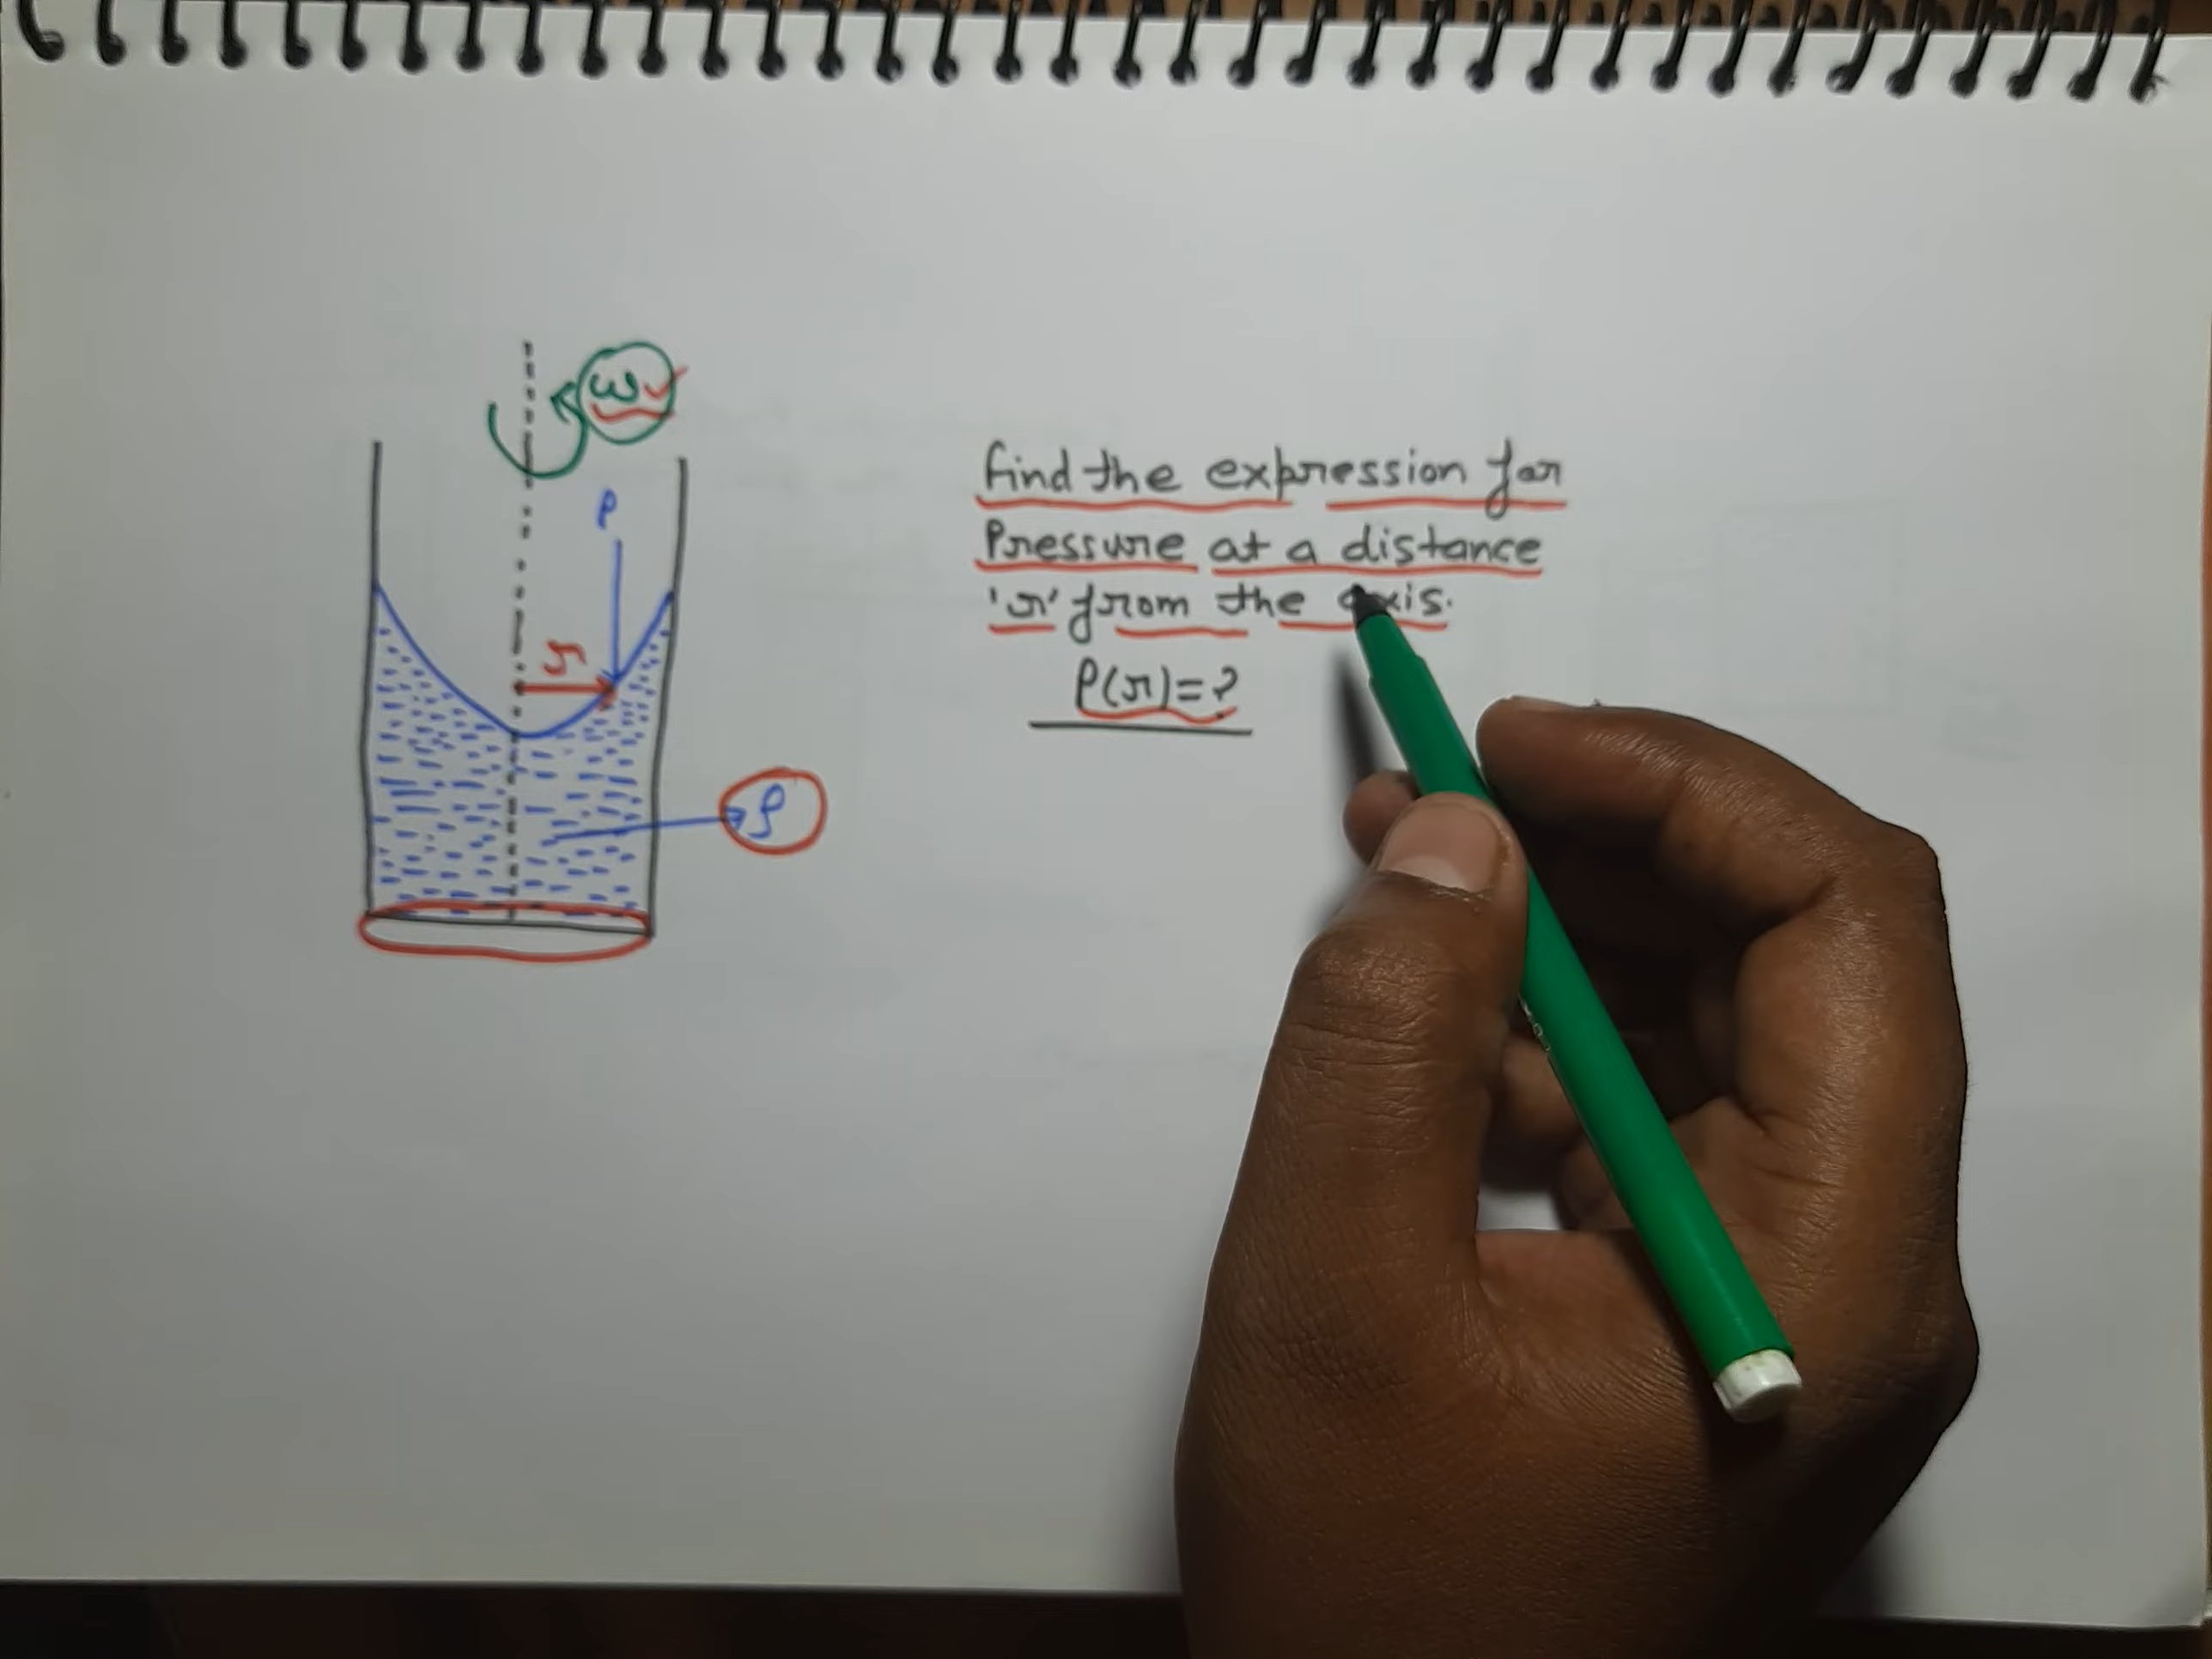 ω
P
r
ρ
Find the expression for
Pressure at a distance
'r' from the axis.
P(r)=?